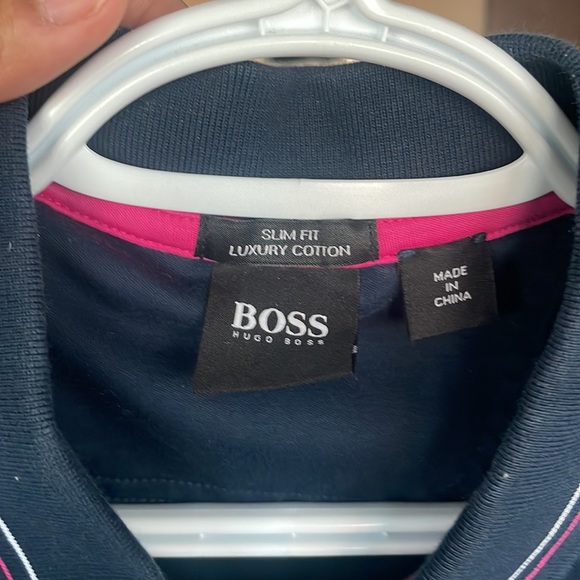 SLIM FIT
LUXURY COTTON
BOSS
HUGO BOSS
MADE
IN
CHINA